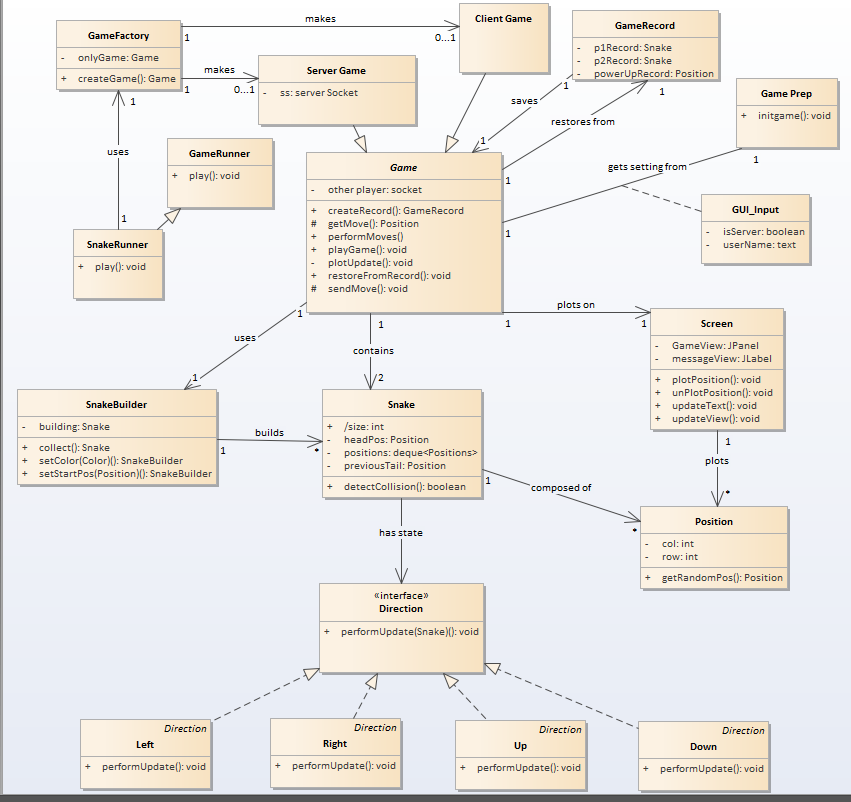 GameFactory
- onlyGame: Game
+ createGame(): Game
1
makes
0...1
Client Game
GameRecord
- p1Record: Snake
- p2Record: Snake
- powerUpRecord: Position
1
makes
0...1
Server Game
- ss: server Socket
1
saves
1
restores from
1
1
Game Prep
+ initgame(): void
1
gets setting from
1
GUI_Input
- isServer: boolean
- userName: text
1
uses
1
GameRunner
+ play(): void
SnakeRunner
+ play(): void
Game
- other player: socket
+ createRecord(): GameRecord
# getMove(): Position
+ performMoves()
+ playGame(): void
- plotUpdate(): void
+ restoreFromRecord(): void
# sendMove(): void
1
uses
1
1
contains
2
1
plots on
1
Screen
- GameView: JPanel
- messageView: JLabel
+ plotPosition(): void
+ unPlotPosition(): void
+ updateText(): void
+ updateView(): void
SnakeBuilder
- building: Snake
+ collect(): Snake
+ setColor(Color)(): SnakeBuilder
+ setStartPos(Position)(): SnakeBuilder
1
builds
*
Snake
+ /size: int
- headPos: Position
- positions: deque<Positions>
- previousTail: Position
+ detectCollision(): boolean
1
composed of
*
1
plots
*
Position
- col: int
- row: int
+ getRandomPos(): Position
has state
«interface»
Direction
+ performUpdate(Snake)(): void
Direction
Left
+ performUpdate(): void
Direction
Right
+ performUpdate(): void
Direction
Up
+ performUpdate(): void
Direction
Down
+ performUpdate(): void